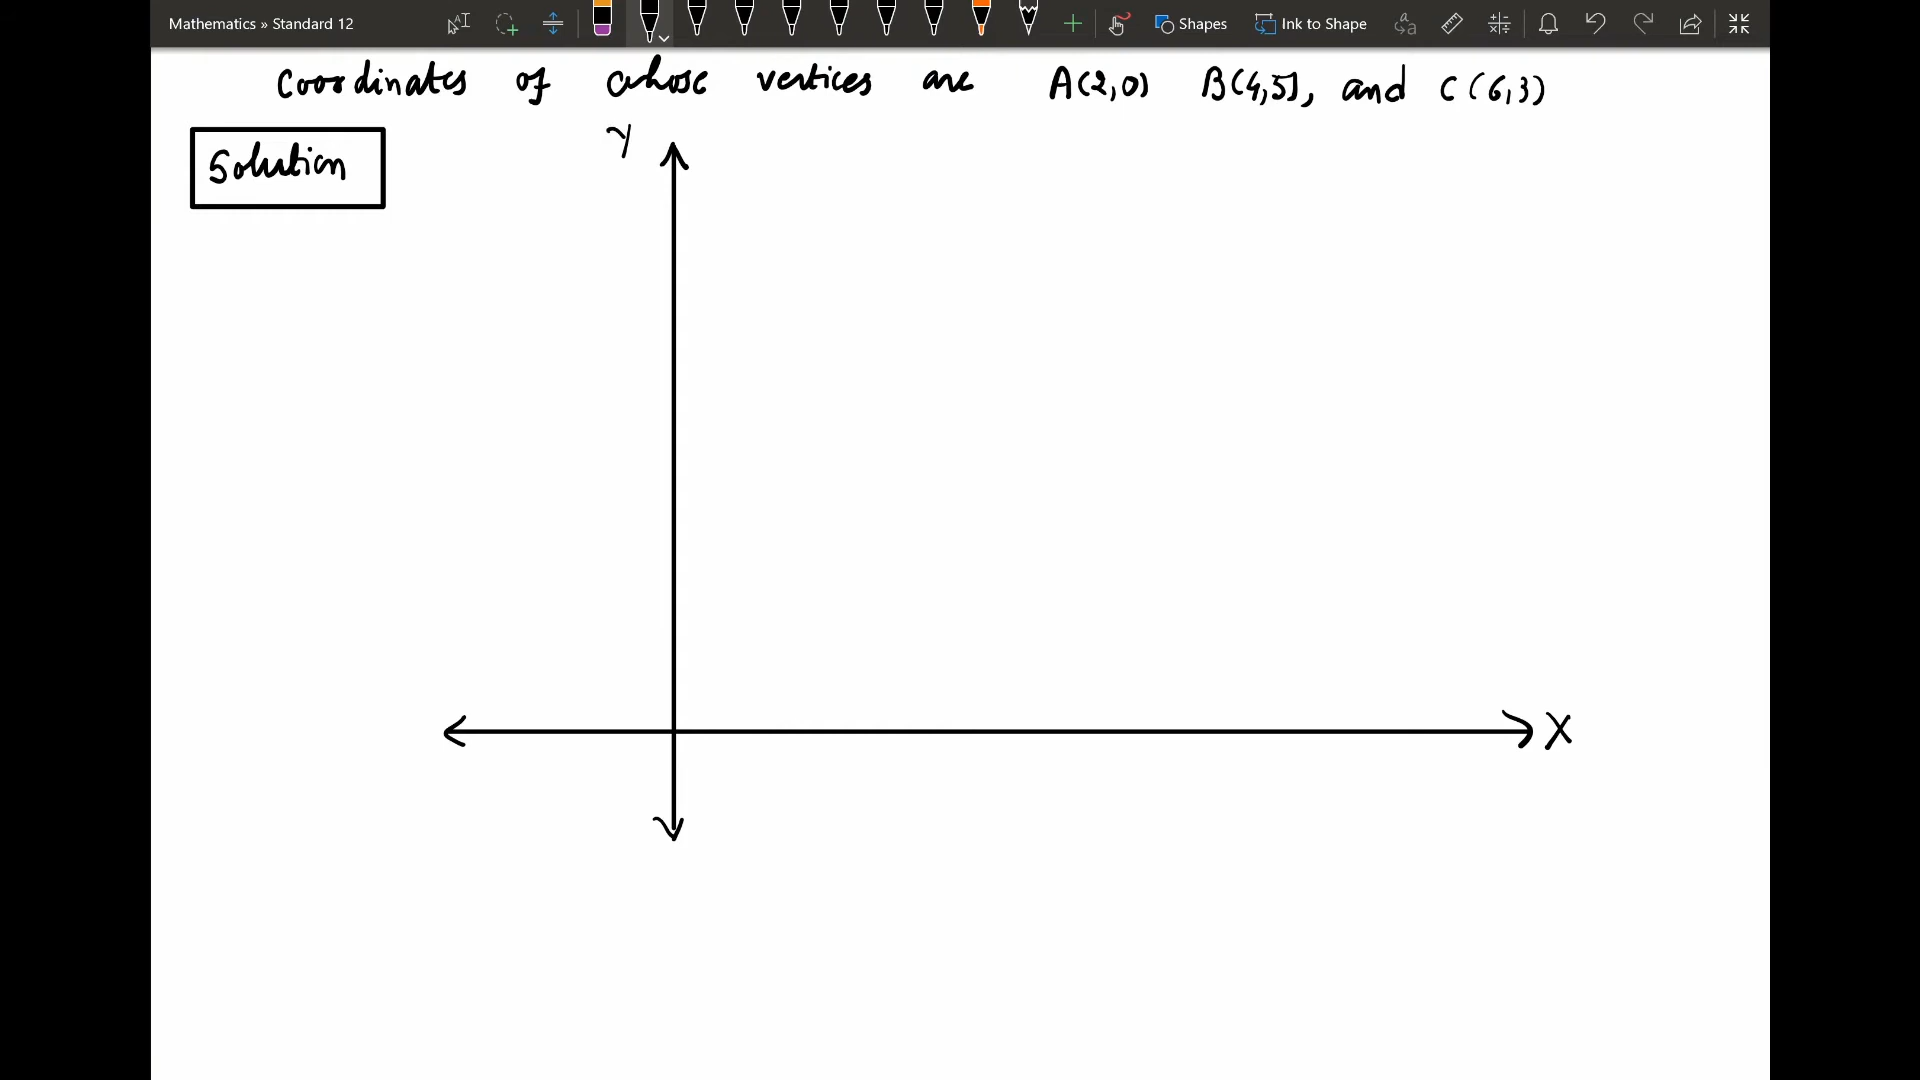 Mathematics » Standard 12
Shapes
Ink to Shape
Coordinates of whose vertices are A(2,0) B(4,5), and C(6,3)
Y
Solution
X